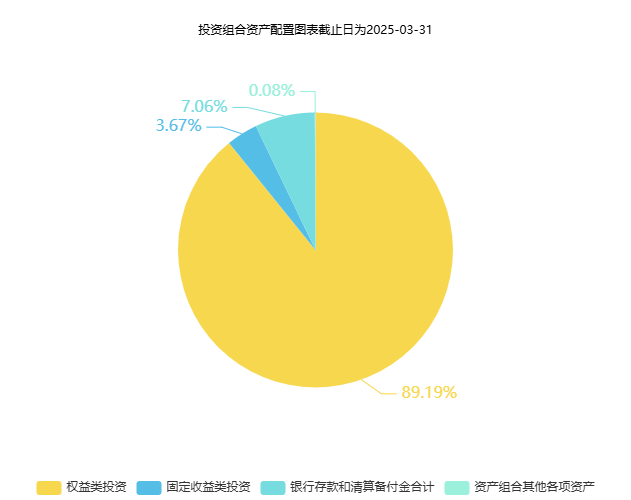 投资组合资产配置图表截止日为2025-03-31
0.08%
7.06%
3.67%
89.19%
权益类投资 固定收益类投资 银行存款和清算备付金合计 资产组合其他各项资产